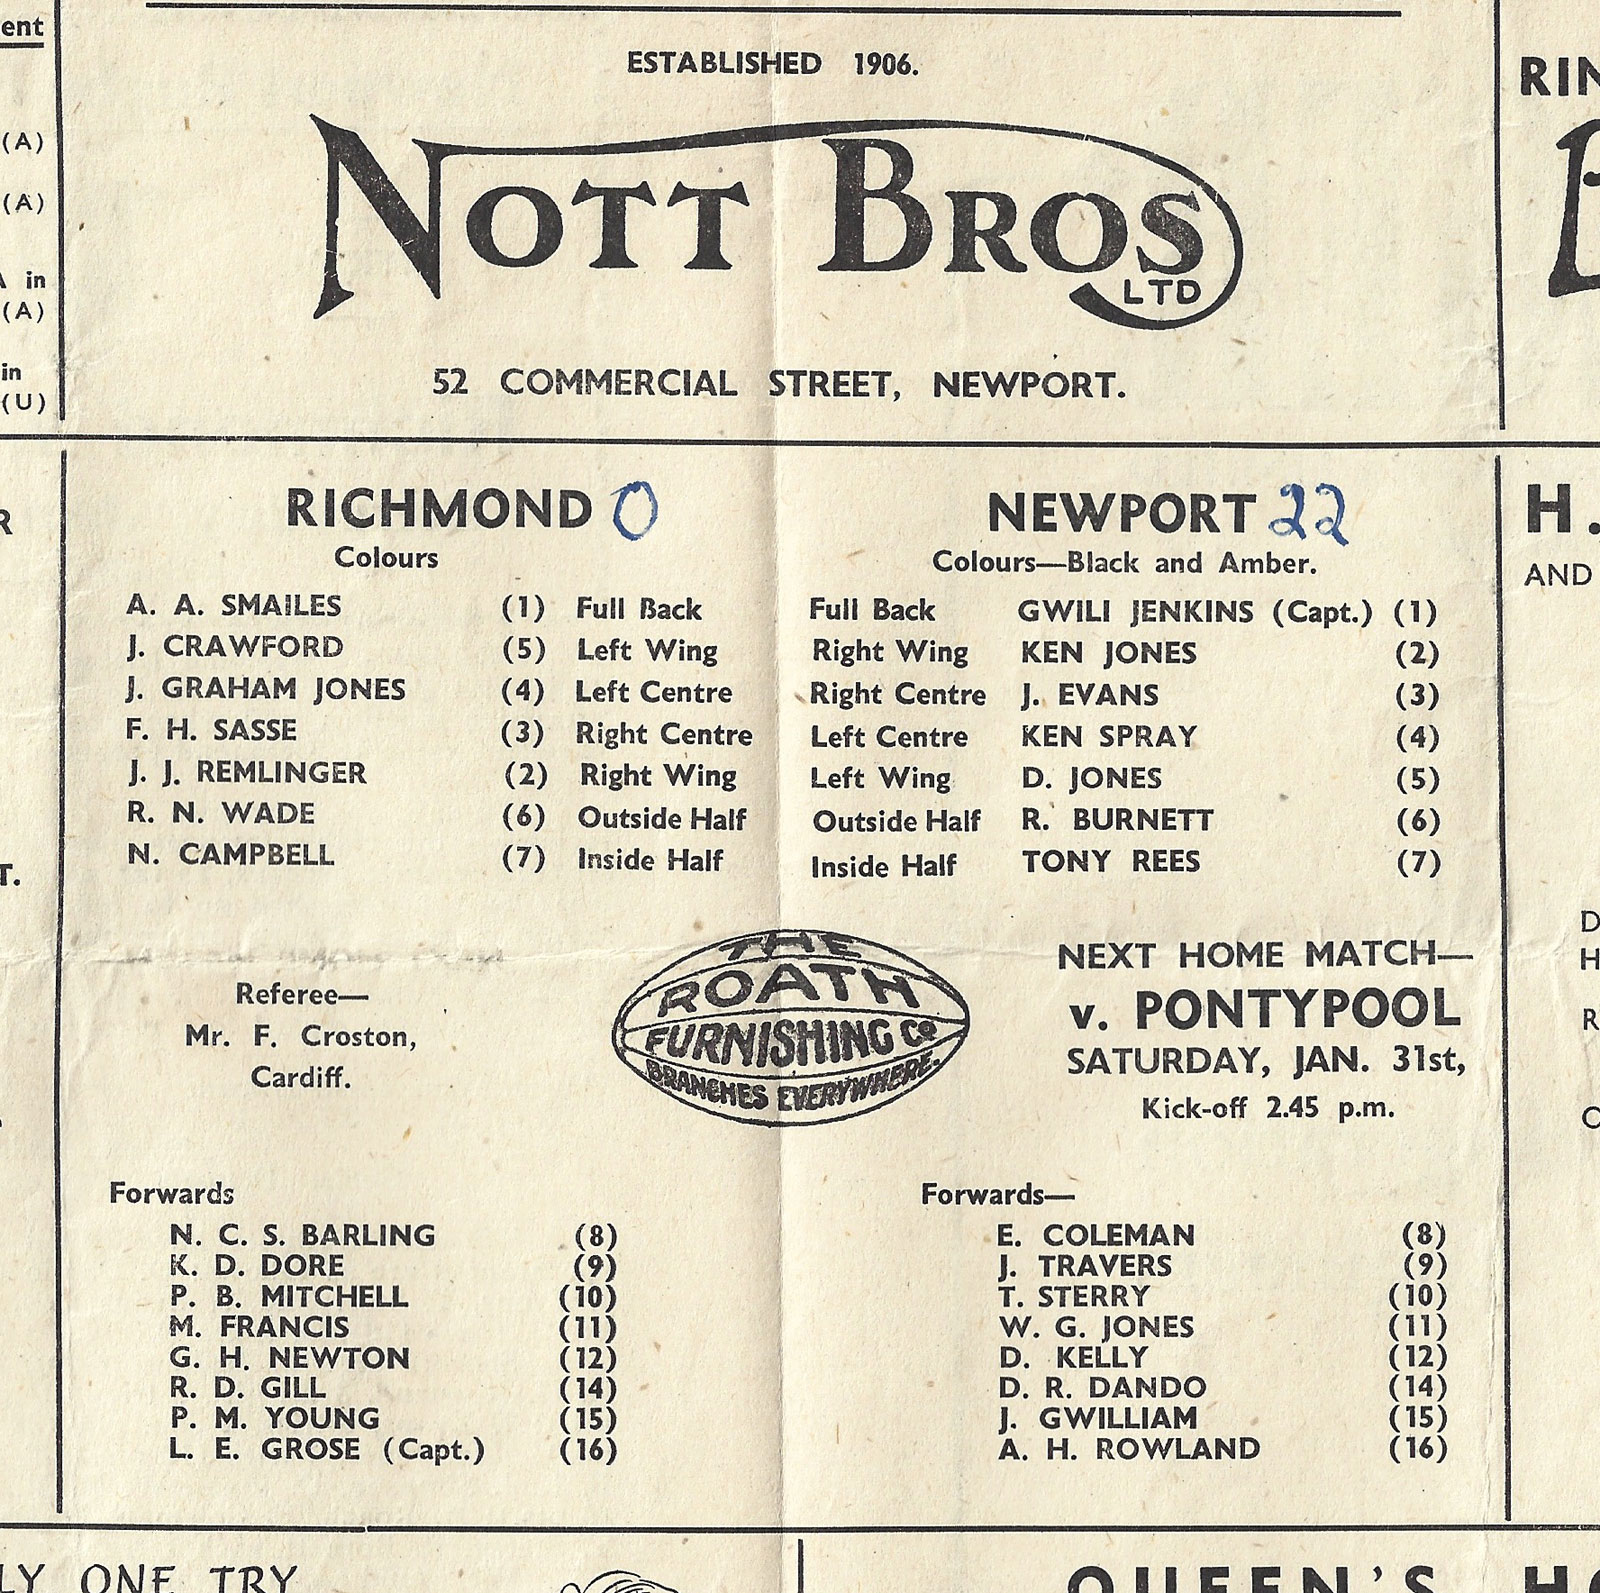 ent
(A)
(A)
A in
(A)
in
(U)
ESTABLISHED 1906.
NOTT BROS
LTD
52 COMMERCIAL STREET, NEWPORT.
RIN
RICHMOND 0
Colours
A. A. SMAILES (1) Full Back
J. CRAWFORD (5) Left Wing
J. GRAHAM JONES (4) Left Centre
F. H. SASSE (3) Right Centre
J. J. REMLINGER (2) Right Wing
R. N. WADE (6) Outside Half
N. CAMPBELL (7) Inside Half
NEWPORT 22
Colours—Black and Amber.
Full Back GWILI JENKINS (Capt.) (1)
Right Wing KEN JONES (2)
Right Centre J. EVANS (3)
Left Centre KEN SPRAY (4)
Left Wing D. JONES (5)
Outside Half R. BURNETT (6)
Inside Half TONY REES (7)
H.
AND
Referee—
Mr. F. Croston,
Cardiff.
THE
ROATH
FURNISHING Co
BRANCHES EVERYWHERE.
NEXT HOME MATCH—
v. PONTYPOOL
SATURDAY, JAN. 31st,
Kick-off 2.45 p.m.
Forwards
N. C. S. BARLING (8)
K. D. DORE (9)
P. B. MITCHELL (10)
M. FRANCIS (11)
G. H. NEWTON (12)
R. D. GILL (14)
P. M. YOUNG (15)
L. E. GROSE (Capt.) (16)
Forwards—
E. COLEMAN (8)
J. TRAVERS (9)
T. STERRY (10)
W. G. JONES (11)
D. KELLY (12)
D. R. DANDO (14)
J. GWILLIAM (15)
A. H. ROWLAND (16)
LY ONE TRY
QUEEN'S HO